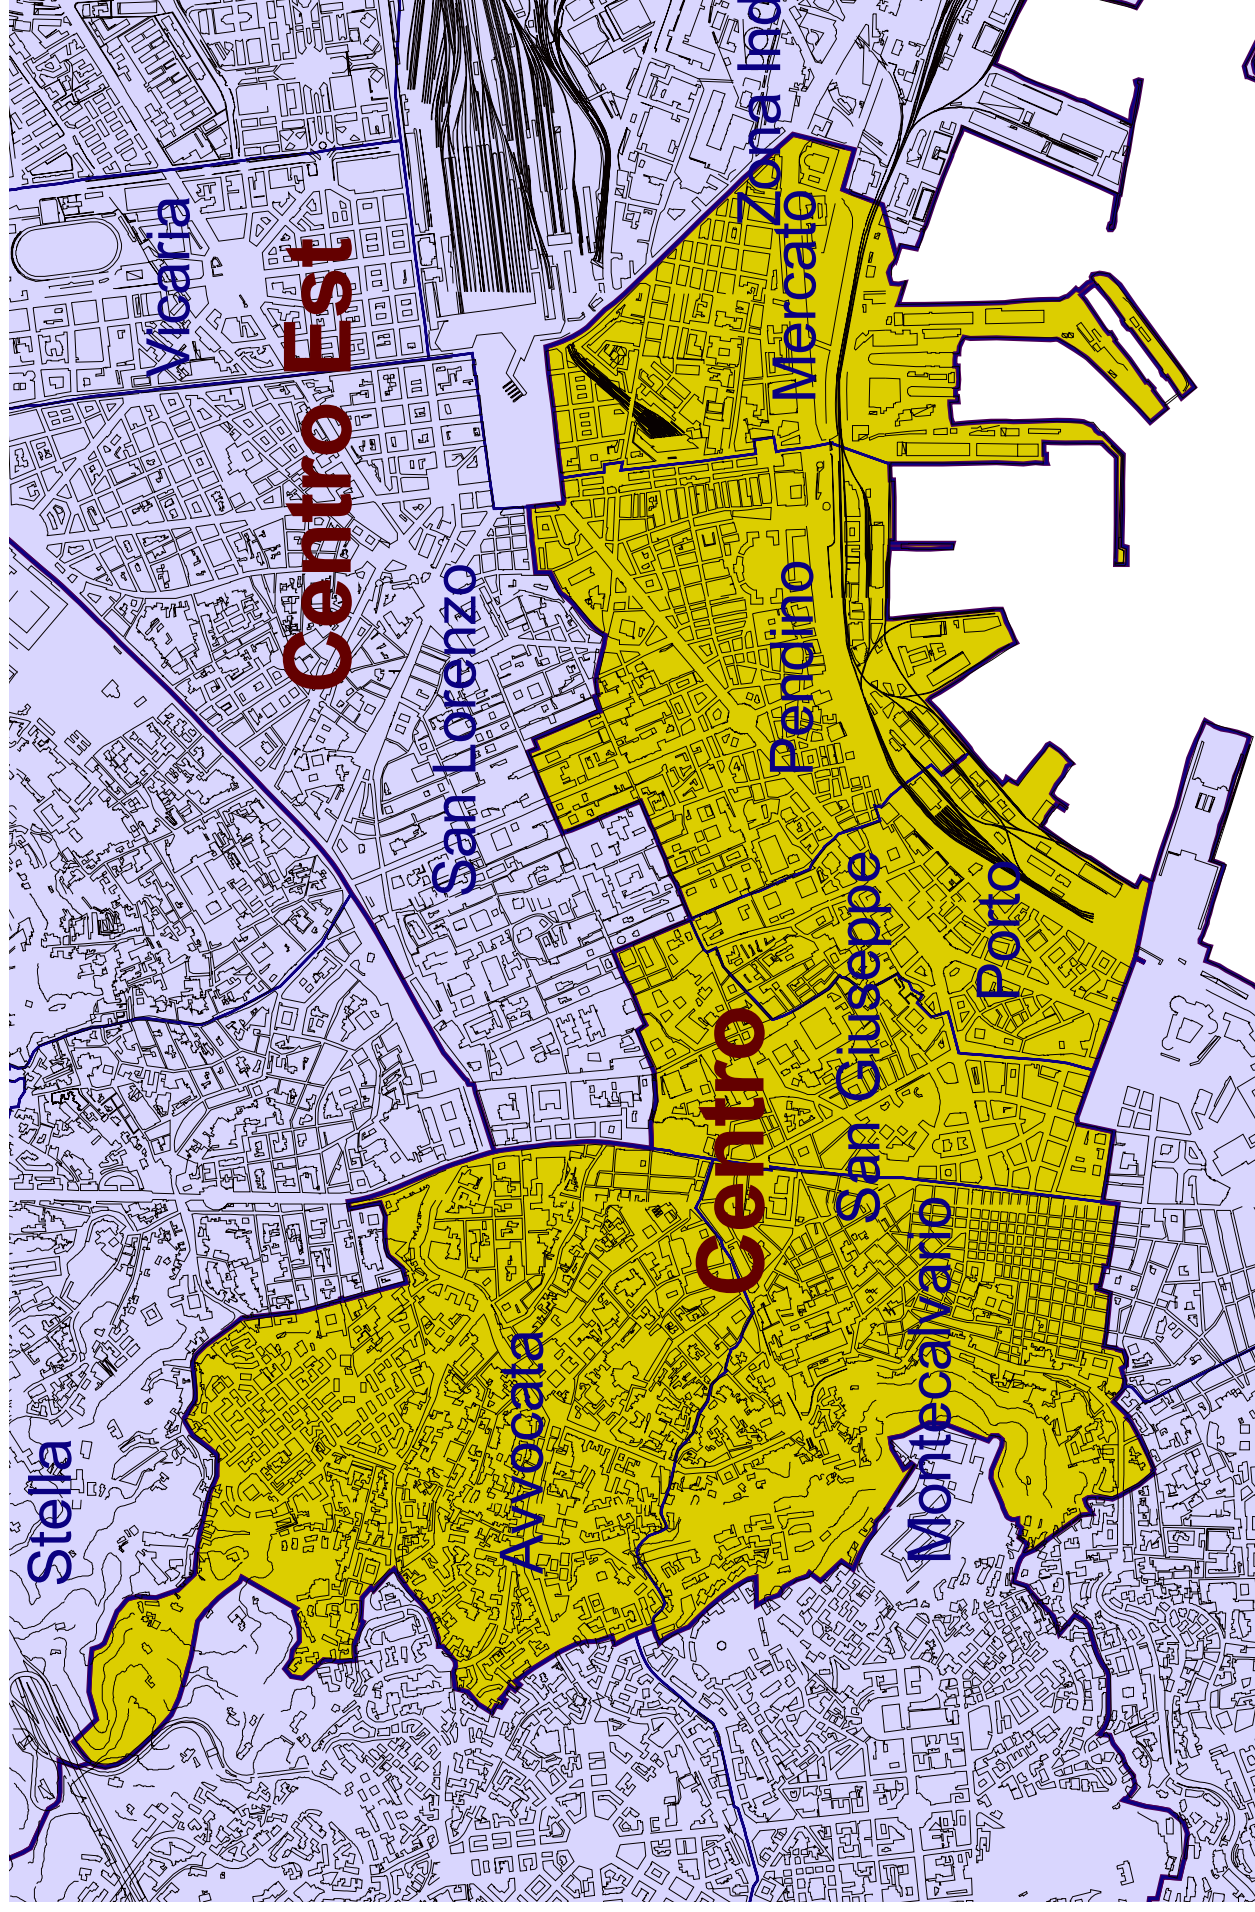 Stella
Vicaria
Centro Est
San Lorenzo
Avvocata
Centro
Zona Ind
Mercato
Pendino
San Giuseppe
Montecalvario
Porto